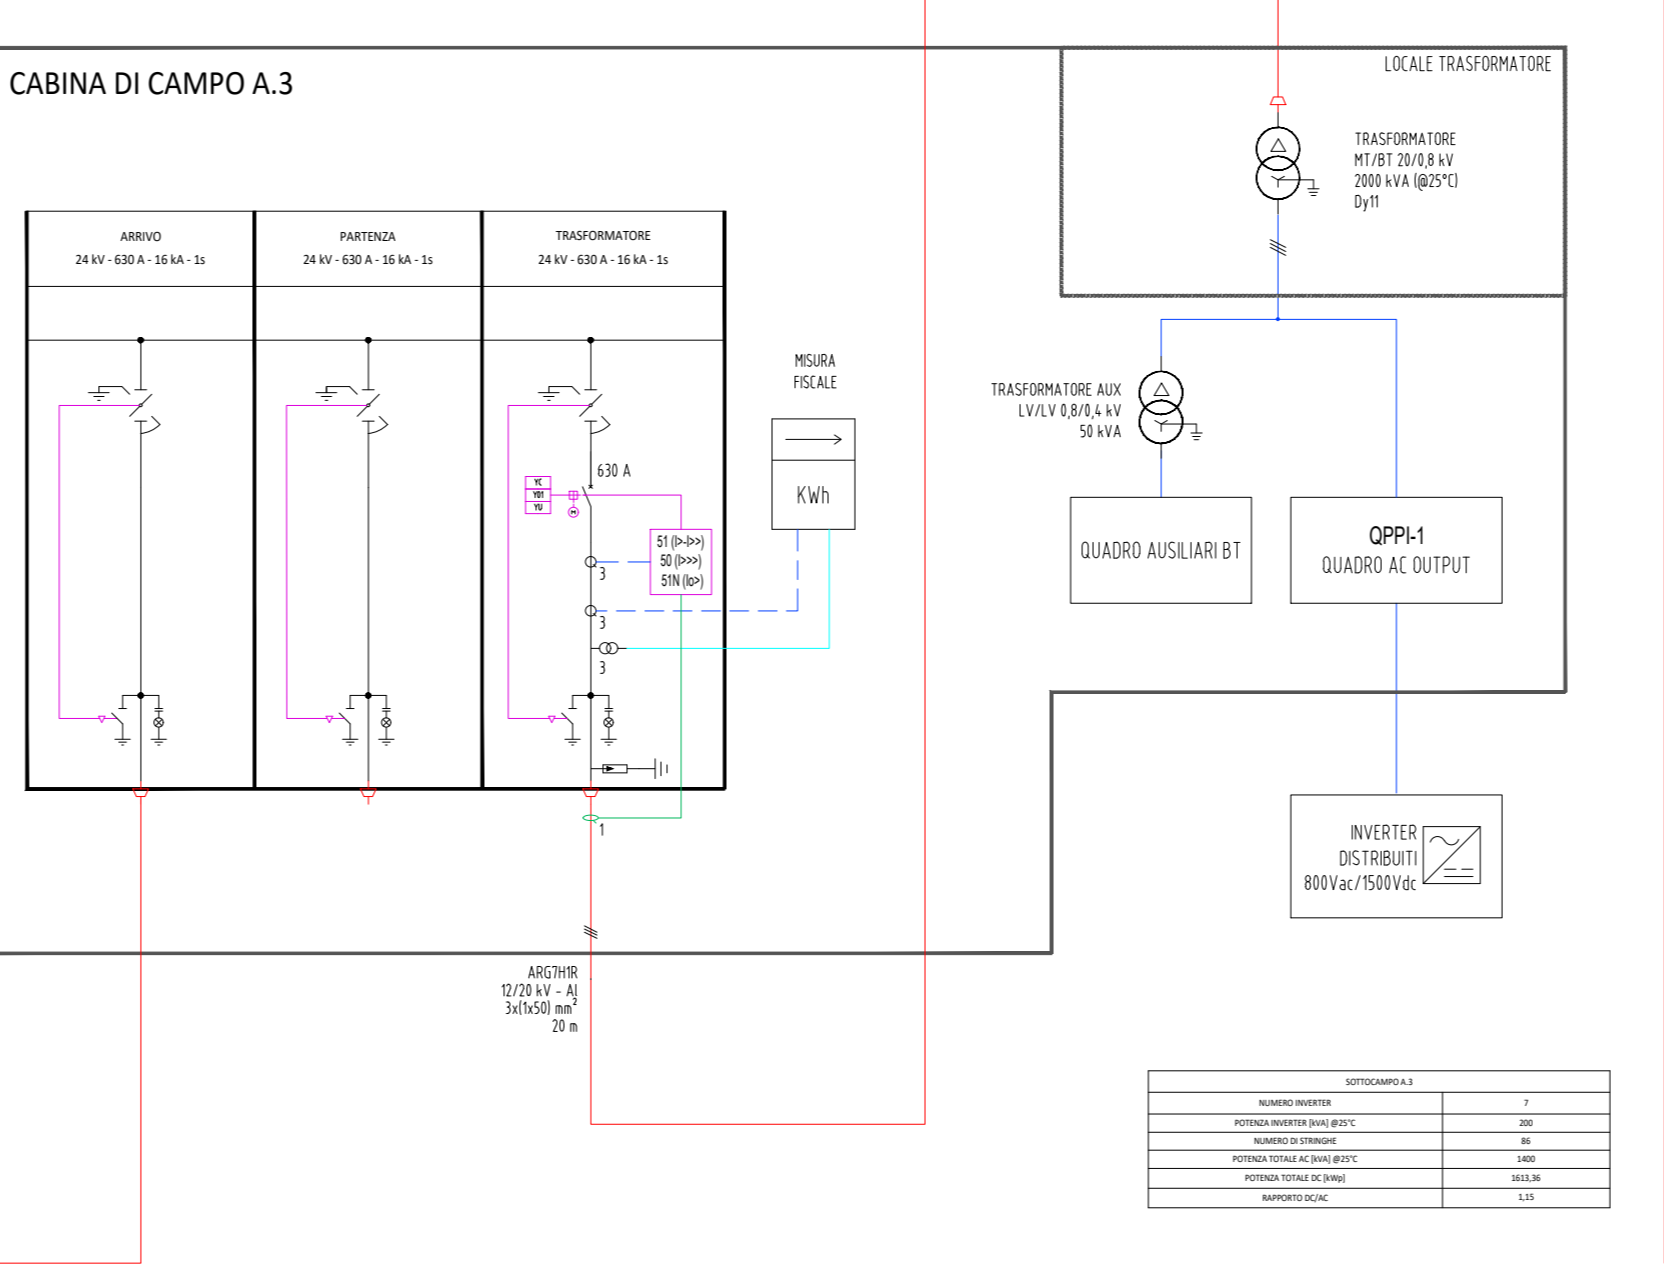 CABINA DI CAMPO A.3
LOCALE TRASFORMATORE
TRASFORMATORE
MT/BT 20/0,8 kV
2000 kVA (@25°C)
Dy11
ARRIVO
24 kV - 630 A - 16 kA - 1s
PARTENZA
24 kV - 630 A - 16 kA - 1s
TRASFORMATORE
24 kV - 630 A - 16 kA - 1s
MISURA
FISCALE
KWh
630 A
YC
YO1
YU
M
51 (I>-I>>)
50 (I>>>)
51N (Io>)
3
3
3
1
TRASFORMATORE AUX
LV/LV 0,8/0,4 kV
50 kVA
QUADRO AUSILIARI BT
QPPI-1
QUADRO AC OUTPUT
INVERTER
DISTRIBUITI
800Vac/1500Vdc
ARG7H1R
12/20 kV - Al
3x(1x50) mm²
20 m
SOTTOCAMPO A.3
NUMERO INVERTER 7
POTENZA INVERTER [kVA] @25°C 200
NUMERO DI STRINGHE 86
POTENZA TOTALE AC [kVA] @25°C 1400
POTENZA TOTALE DC [kWp] 1613,36
RAPPORTO DC/AC 1,15